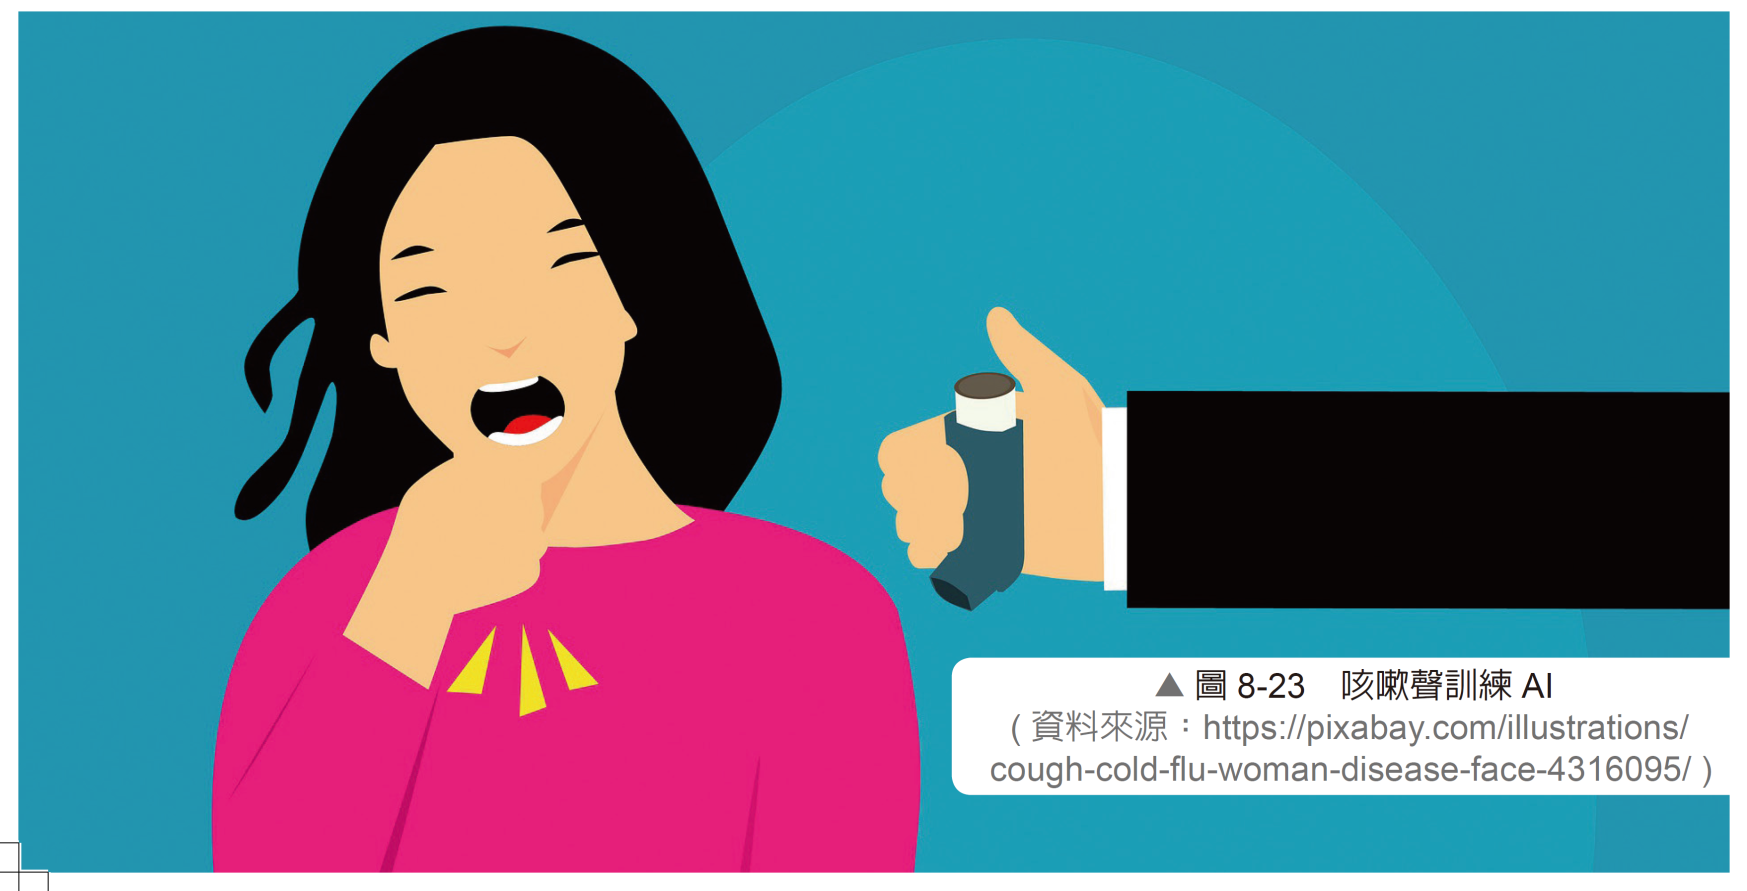 ▲ 圖 8-23 咳嗽聲訓練 AI
( 資料來源：https://pixabay.com/illustrations/
cough-cold-flu-woman-disease-face-4316095/ )